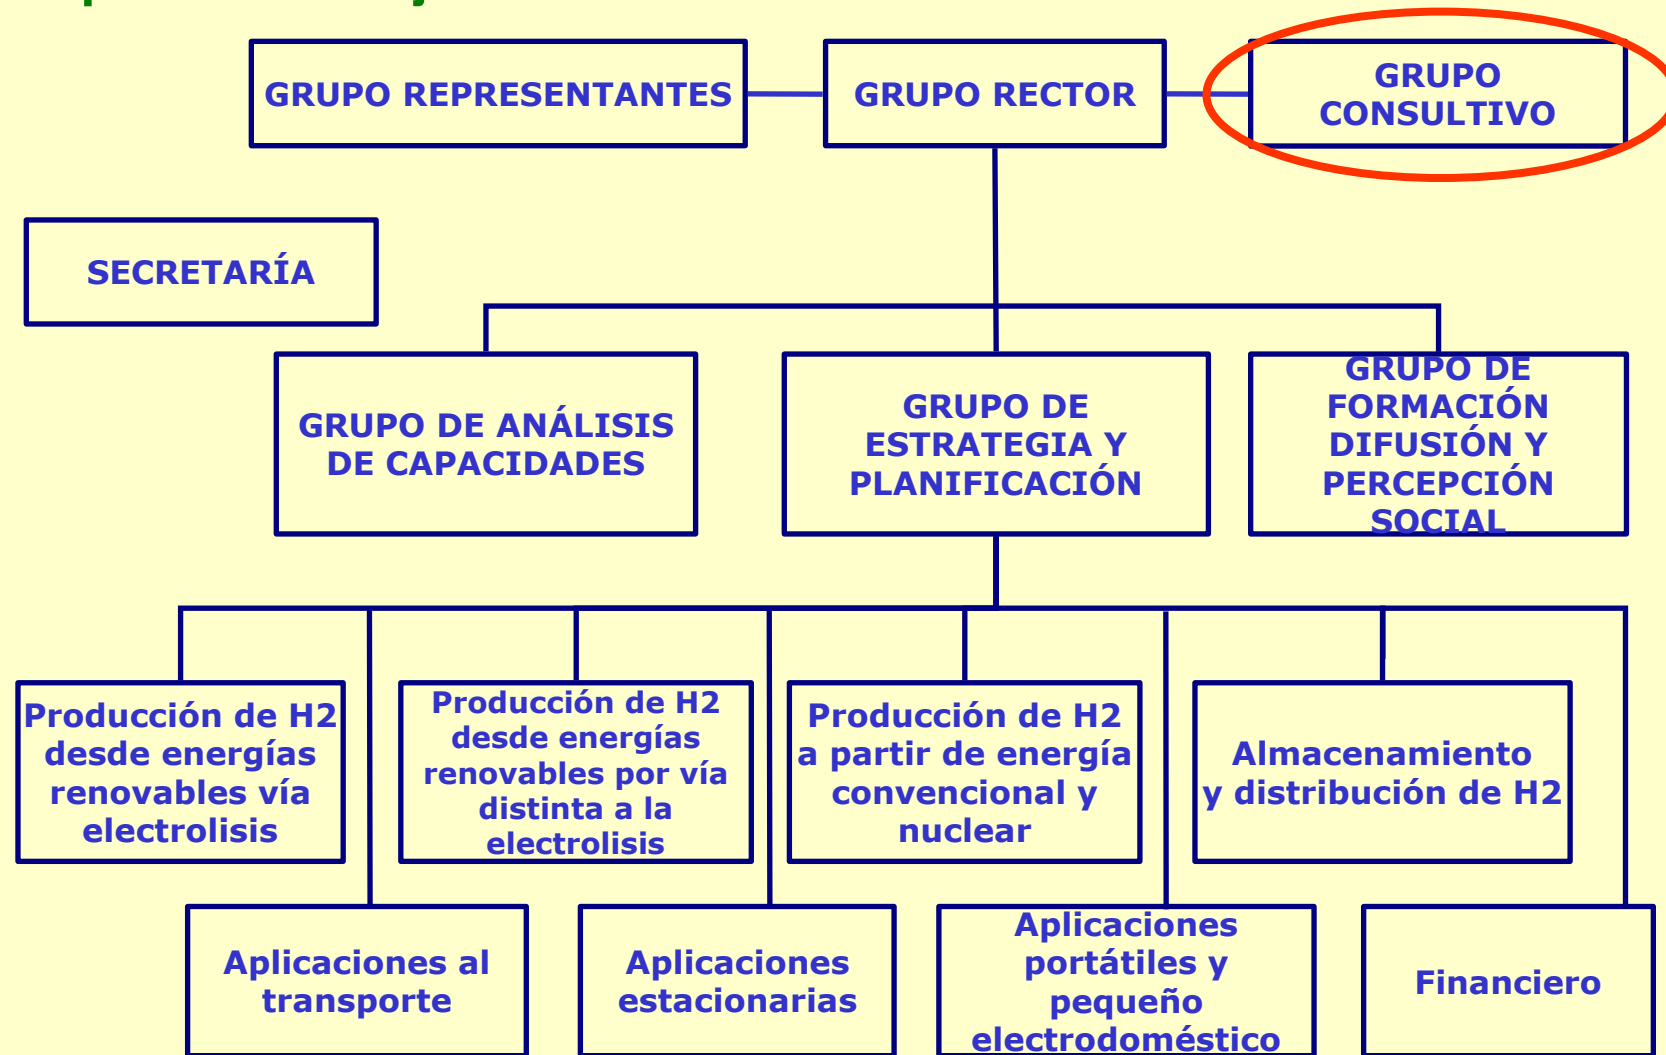 GRUPO REPRESENTANTES
GRUPO RECTOR
GRUPO
CONSULTIVO
SECRETARÍA
GRUPO DE ANÁLISIS
DE CAPACIDADES
GRUPO DE
ESTRATEGIA Y
PLANIFICACIÓN
GRUPO DE
FORMACIÓN
DIFUSIÓN Y
PERCEPCIÓN
SOCIAL
Producción de H2
desde energías
renovables vía
electrolisis
Producción de H2
desde energías
renovables por vía
distinta a la
electrolisis
Producción de H2
a partir de energía
convencional y
nuclear
Almacenamiento
y distribución de H2
Aplicaciones al
transporte
Aplicaciones
estacionarias
Aplicaciones
portátiles y
pequeño
electrodoméstico
Financiero